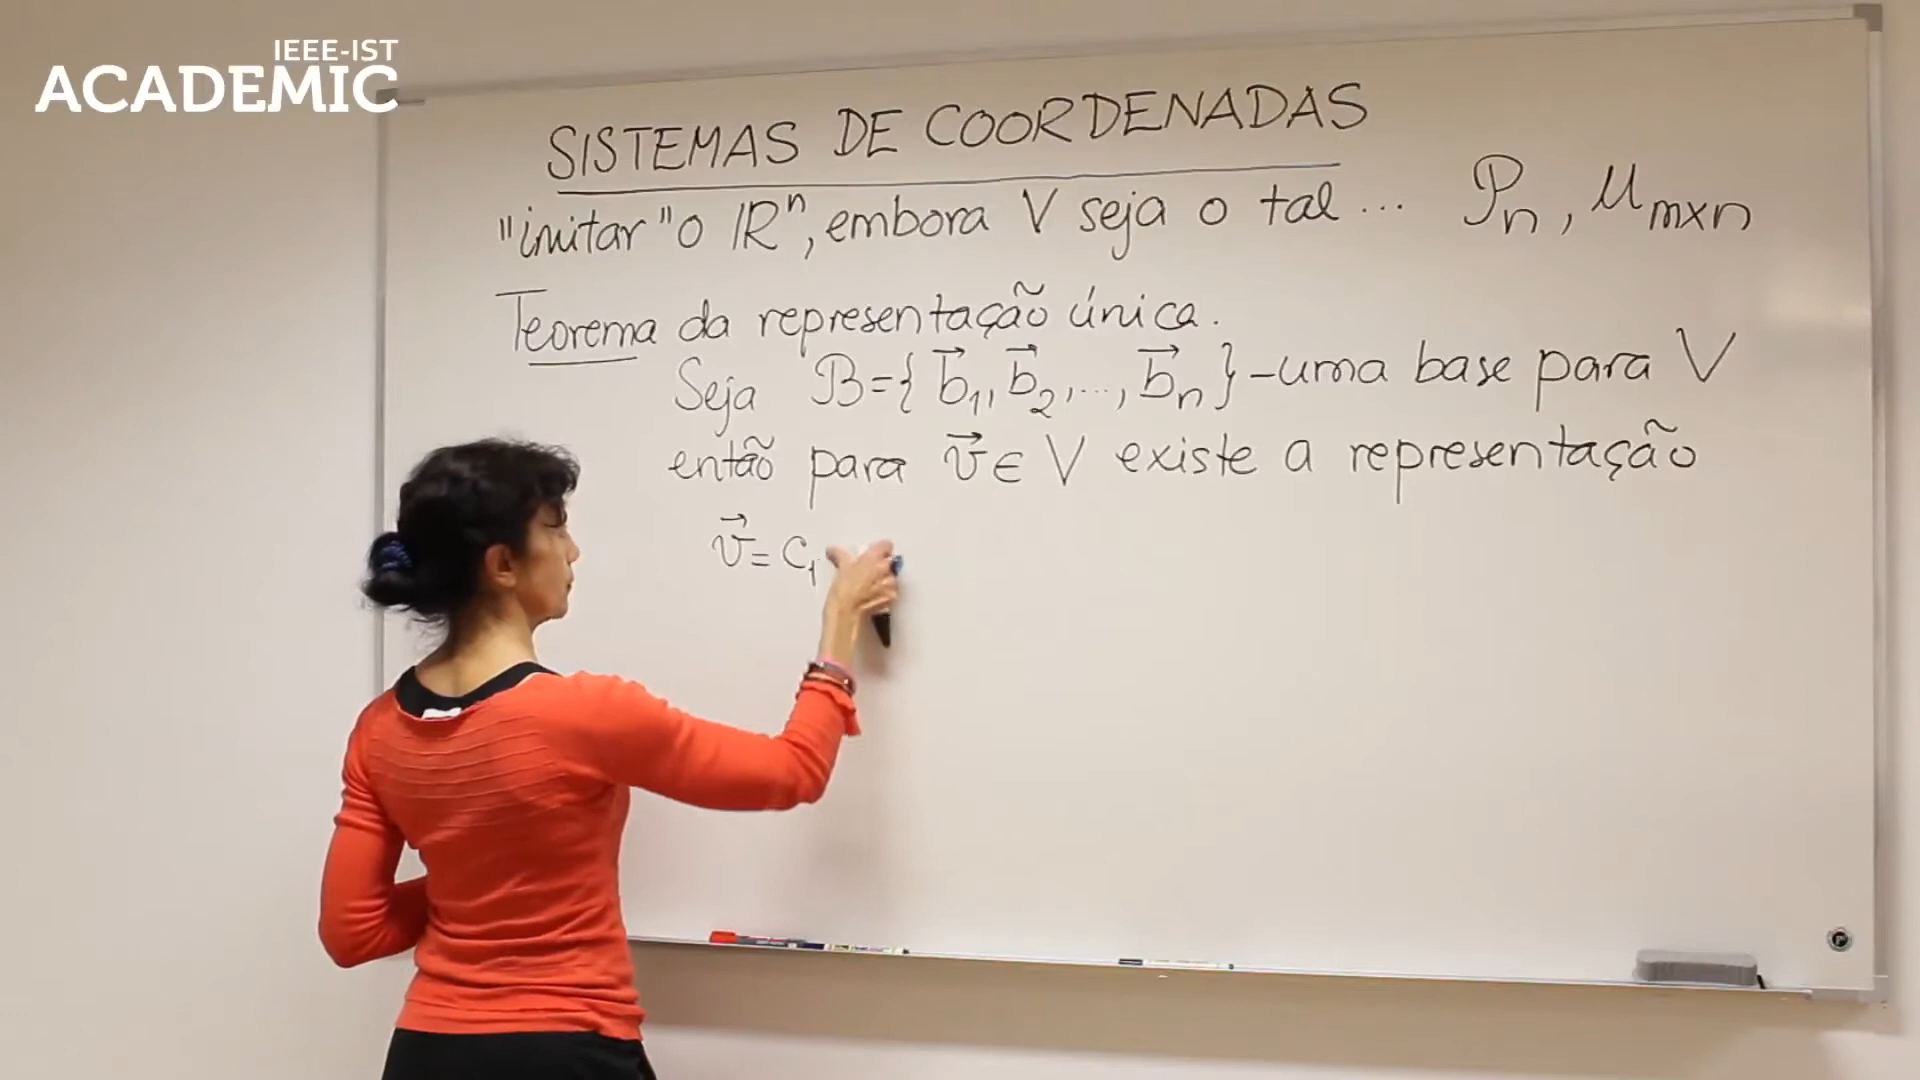 IEEE-IST
ACADEMIC
SISTEMAS DE COORDENADAS
"imitar" o ℝⁿ, embora V seja o tal ... 𝒫ₙ, M_{m×n}
Teorema da representação única.
Seja B = { b⃗₁, b⃗₂, ..., b⃗ₙ } - uma base para V
então para v⃗ ∈ V existe a representação
v⃗ = C₁